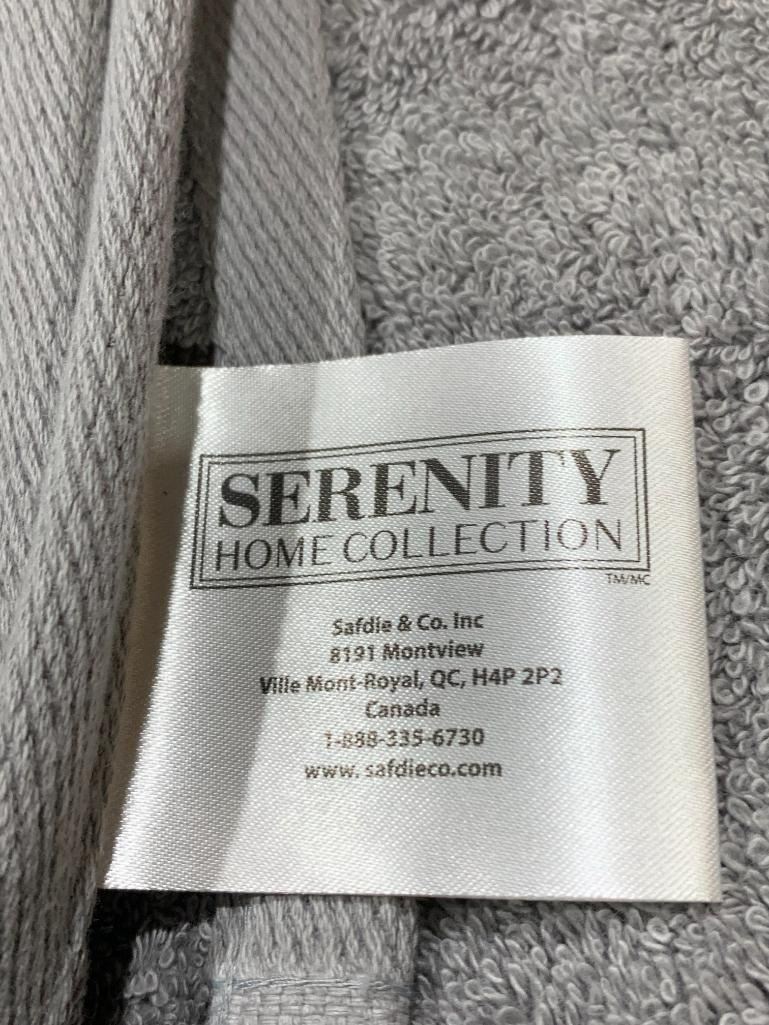 SERENITY
HOME COLLECTION
TM/MC
Safdie & Co. Inc
8191 Montview
Ville Mont-Royal, QC, H4P 2P2
Canada
1-888-335-6730
www. safdieco.com